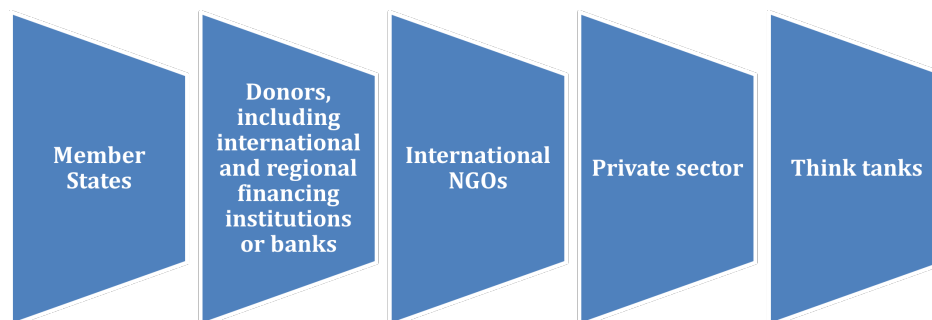 Member
States
Donors,
including
international
and regional
financing
institutions
or banks
International
NGOs
Private sector
Think tanks